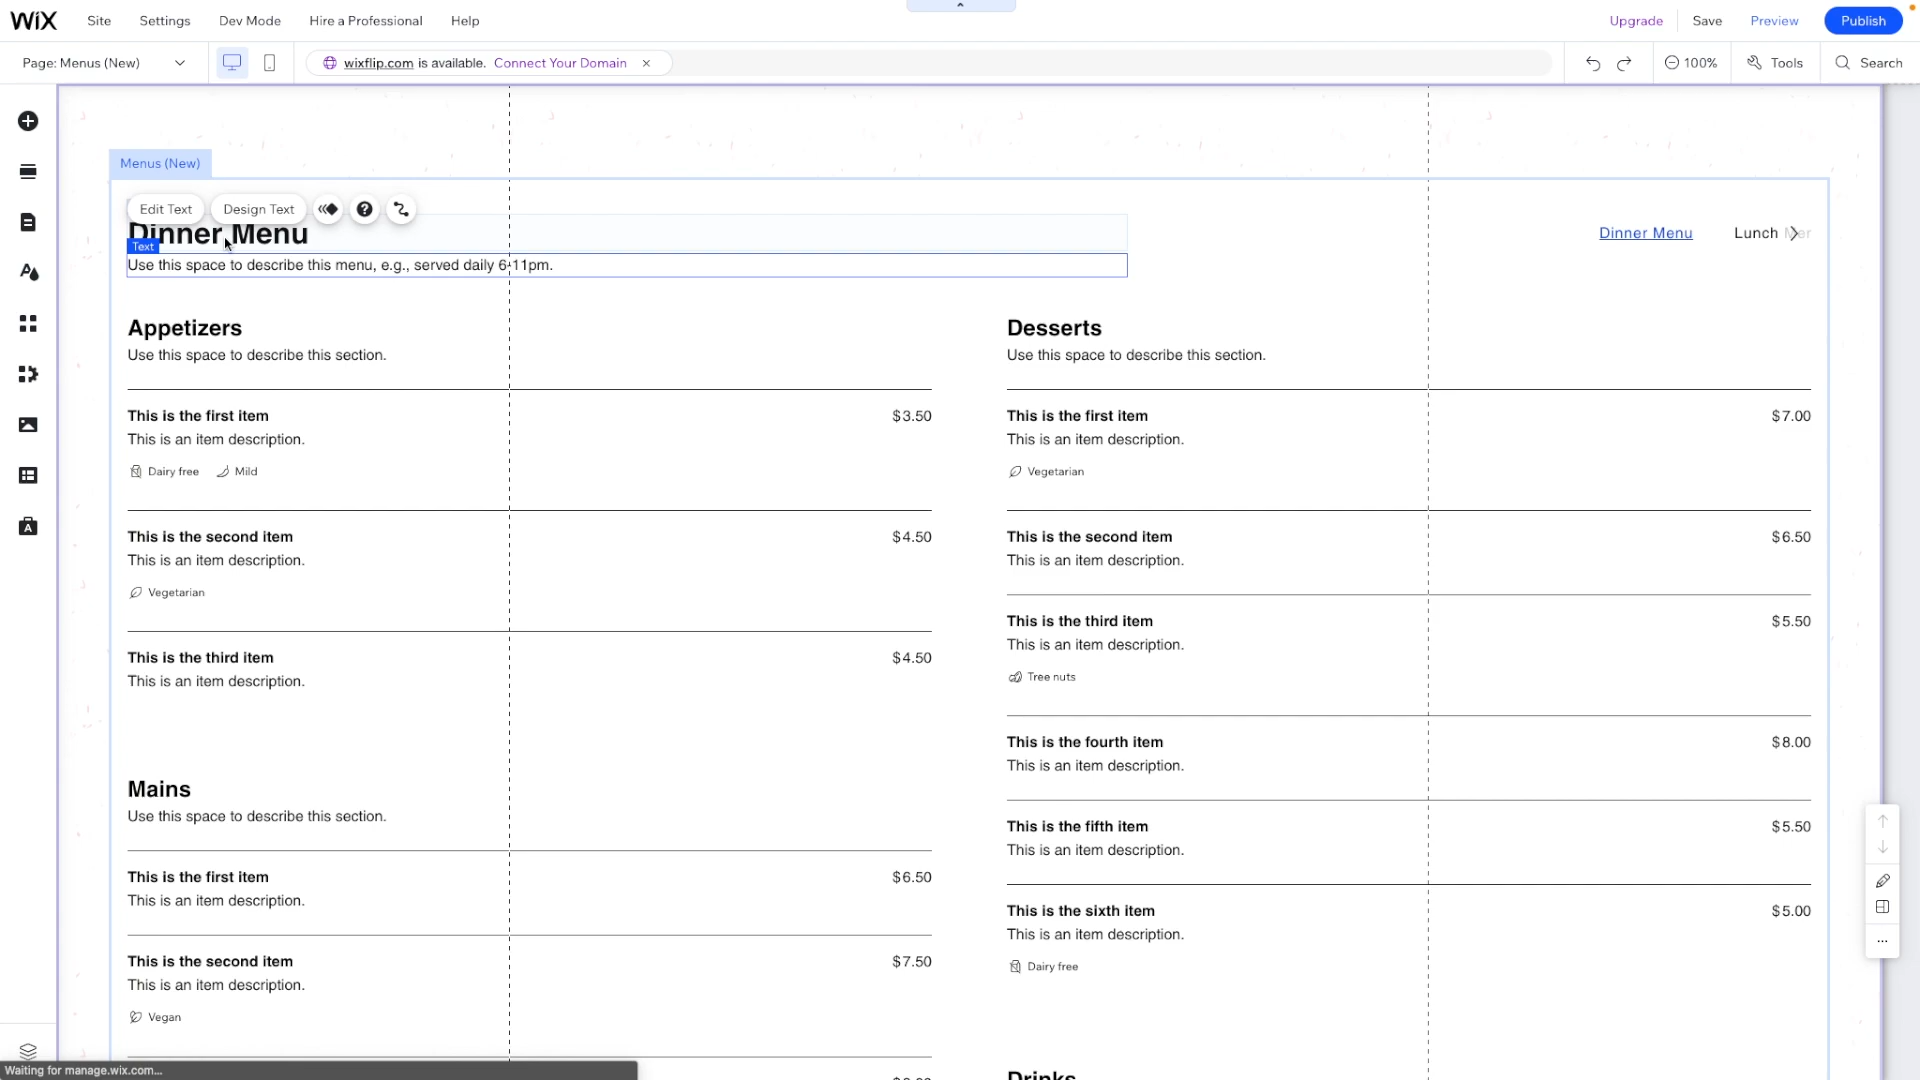 WiX
Site
Settings
Dev Mode
Hire a Professional
Help
Upgrade
Save
Preview
Publish
Page: Menus (New)
wixflip.com is available. Connect Your Domain
100%
Tools
Search
Menus (New)
Edit Text
Design Text
Dinner Menu
Text
Use this space to describe this menu, e.g., served daily 6-11pm.
Dinner Menu
Lunch
Appetizers
Use this space to describe this section.
This is the first item
$3.50
This is an item description.
Dairy free
Mild
This is the second item
$4.50
This is an item description.
Vegetarian
This is the third item
$4.50
This is an item description.
Mains
Use this space to describe this section.
This is the first item
$6.50
This is an item description.
This is the second item
$7.50
This is an item description.
Vegan
Desserts
Use this space to describe this section.
This is the first item
$7.00
This is an item description.
Vegetarian
This is the second item
$6.50
This is an item description.
This is the third item
$5.50
This is an item description.
Tree nuts
This is the fourth item
$8.00
This is an item description.
This is the fifth item
$5.50
This is an item description.
This is the sixth item
$5.00
This is an item description.
Dairy free
Drinks
Waiting for manage.wix.com...